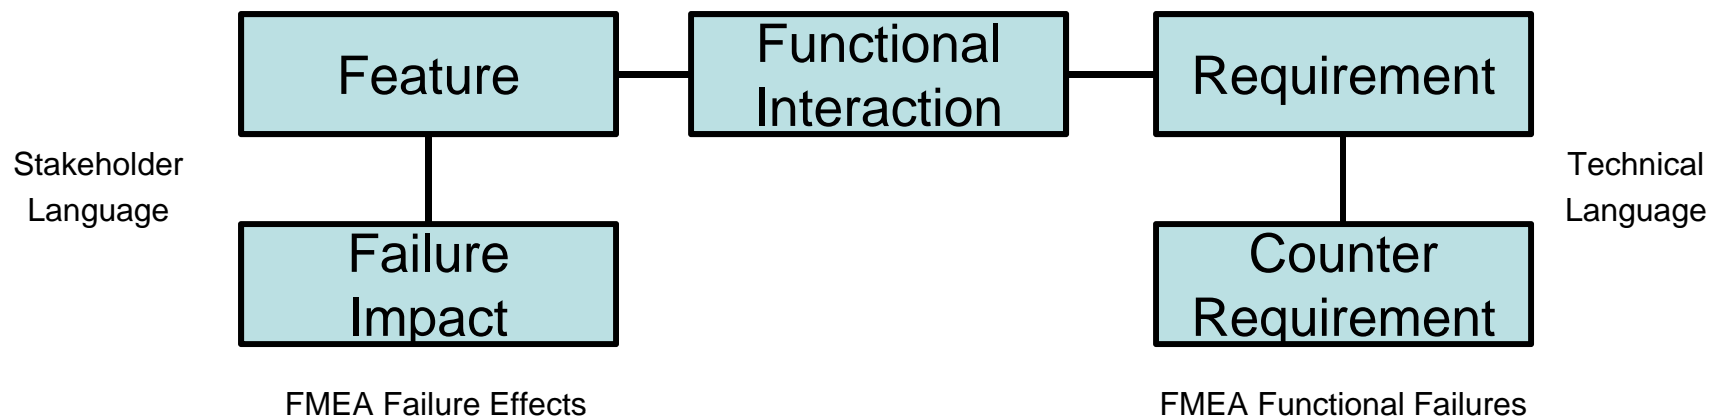 Feature
Functional
Interaction
Requirement
Stakeholder
Language
Technical
Language
Failure
Impact
Counter
Requirement
FMEA Failure Effects
FMEA Functional Failures